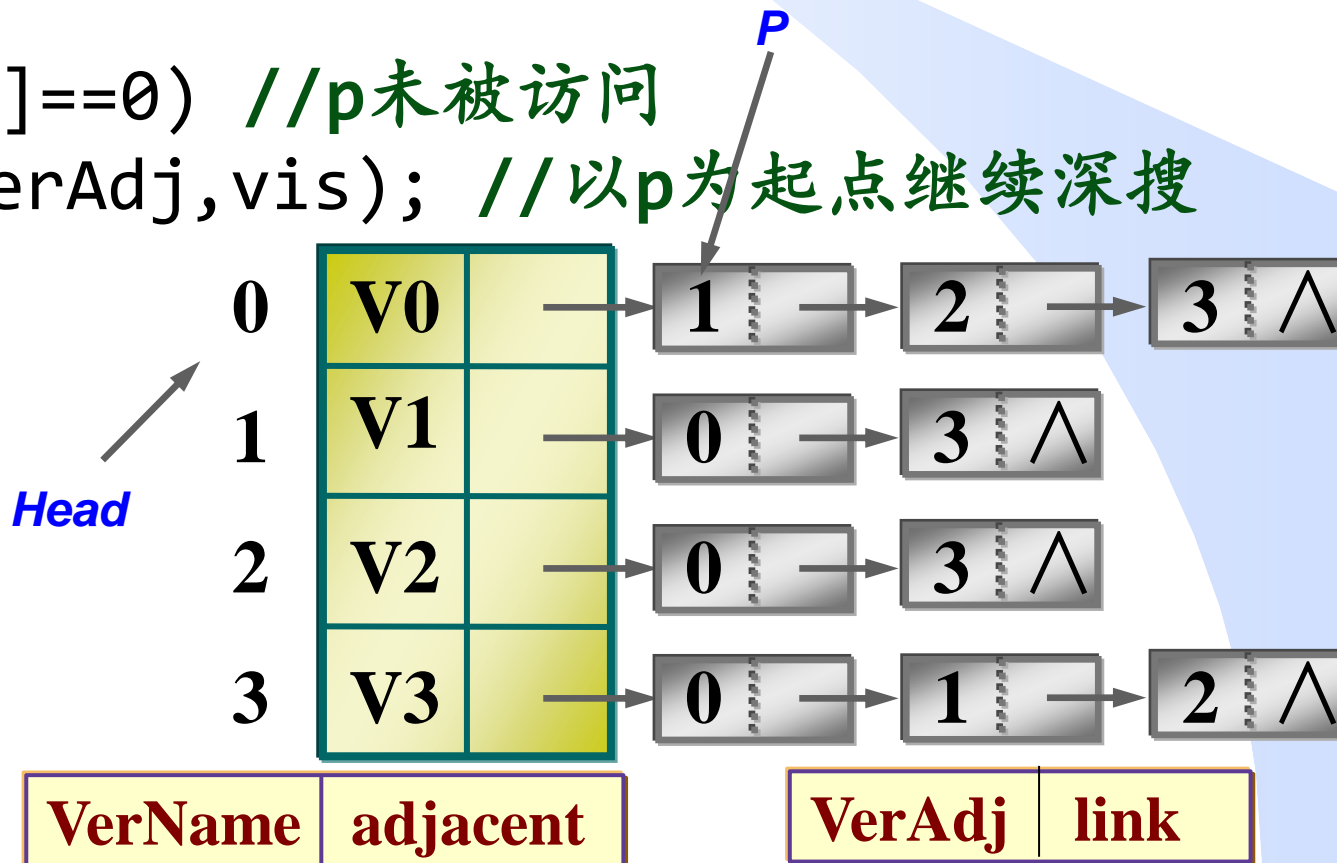 P
]==0) //p未被访问
erAdj,vis); //以p为起点继续深搜
0 V0 1 2 3 ∧
1 V1 0 3 ∧
Head
2 V2 0 3 ∧
3 V3 0 1 2 ∧
VerName adjacent VerAdj link